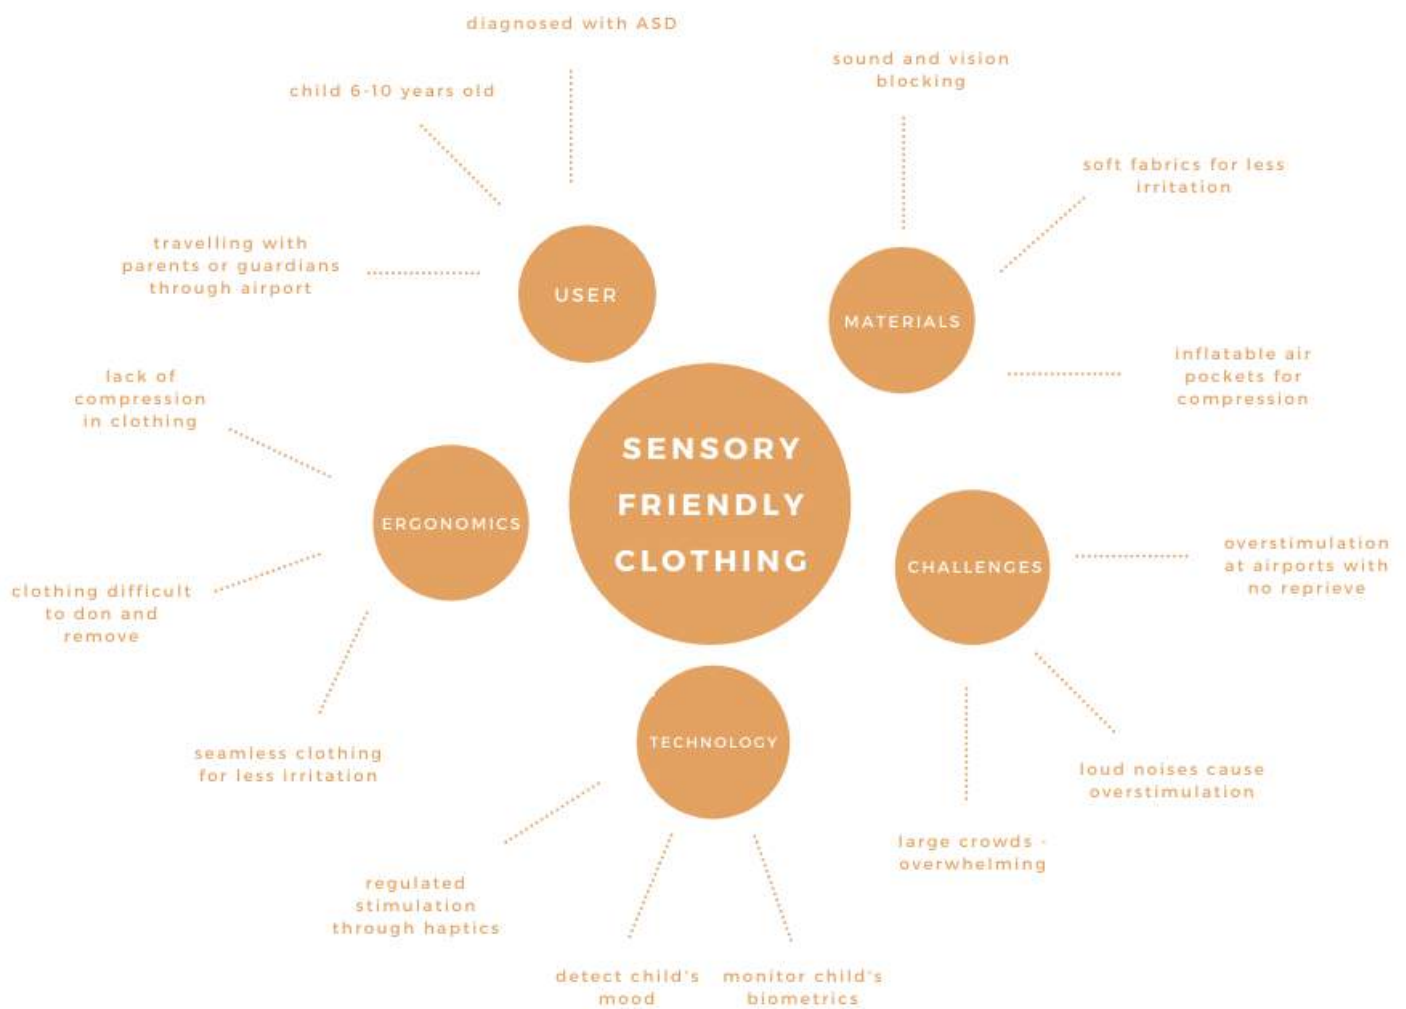 diagnosed with ASD
child 6-10 years old
travelling with
parents or guardians
through airport
USER
sound and vision
blocking
soft fabrics for less
irritation
inflatable air
pockets for
compression
MATERIALS
SENSORY
FRIENDLY
CLOTHING
lack of
compression
in clothing
clothing difficult
to don and
remove
seamless clothing
for less irritation
ERGONOMICS
CHALLENGES
overstimulation
at airports with
no reprieve
loud noises cause
overstimulation
large crowds -
overwhelming
TECHNOLOGY
regulated
stimulation
through haptics
detect child's
mood
monitor child's
biometrics